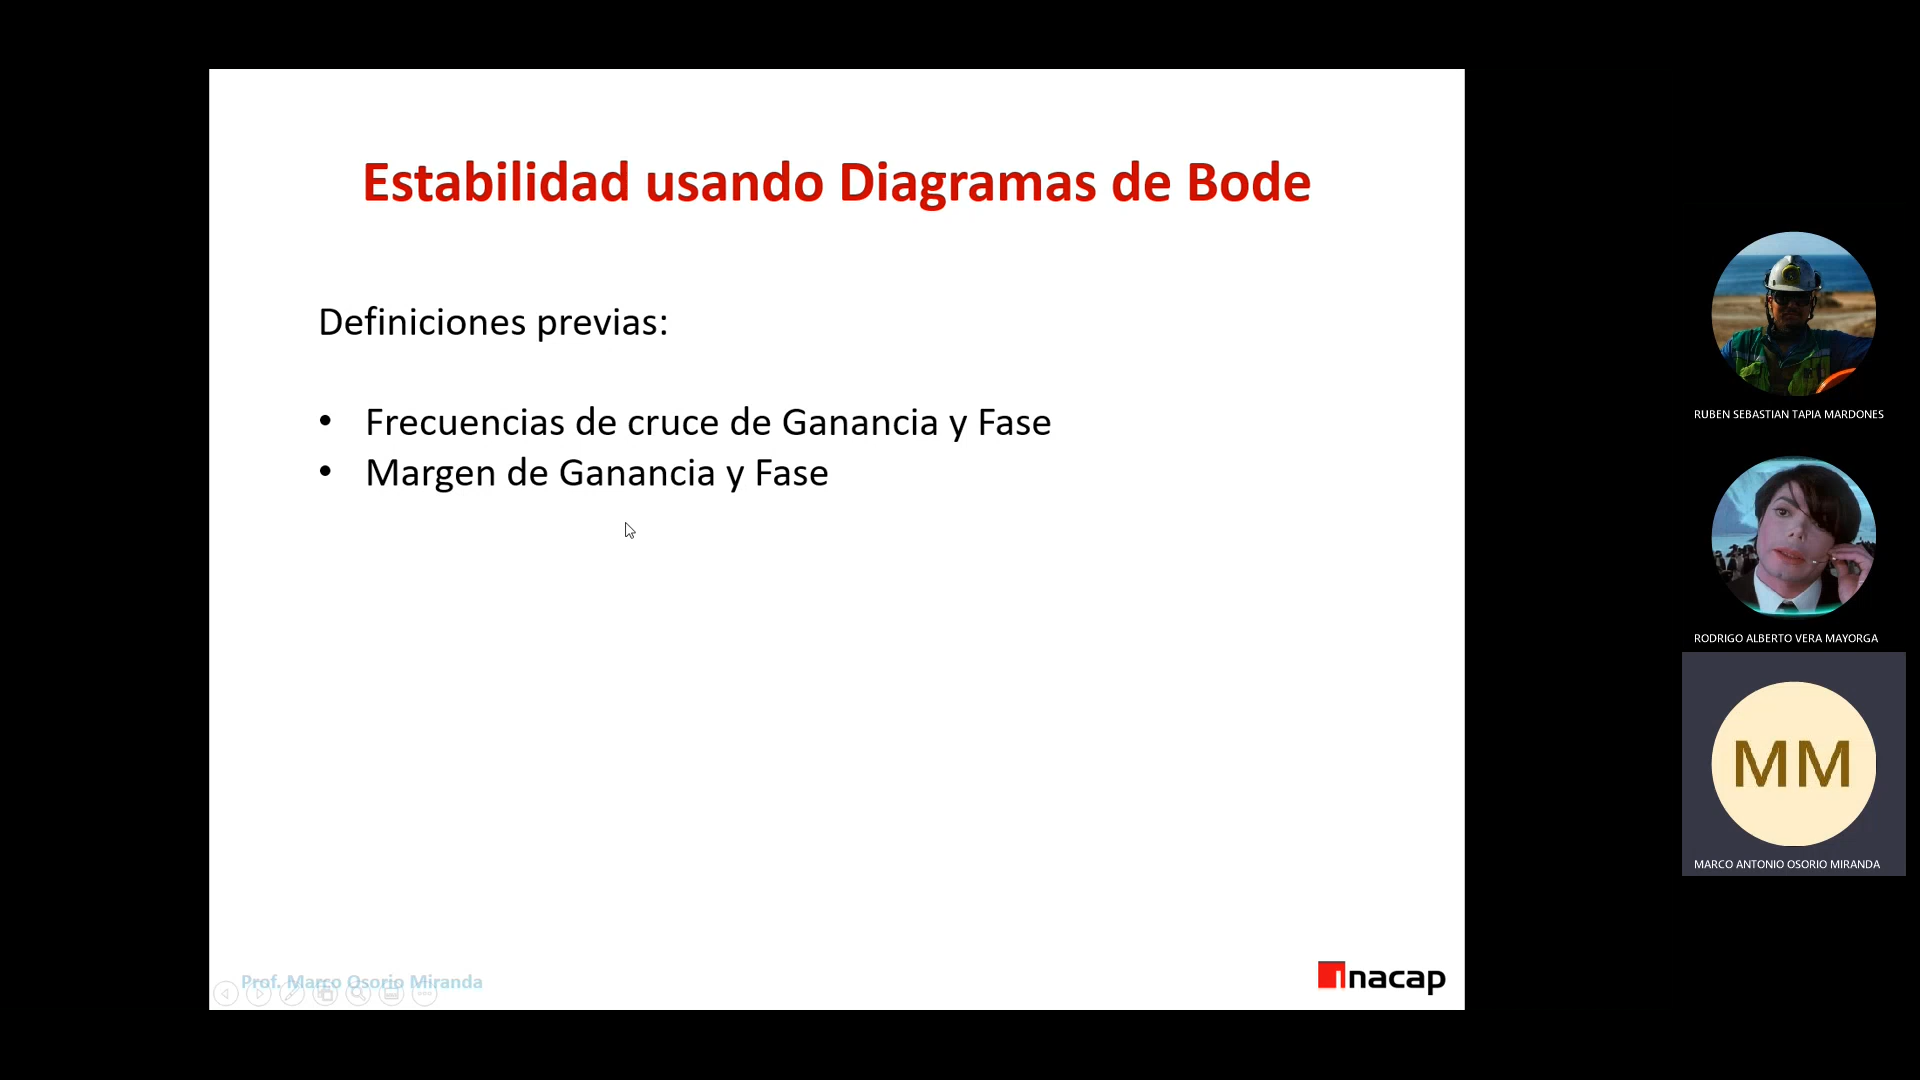 Estabilidad usando Diagramas de Bode
Definiciones previas:
• Frecuencias de cruce de Ganancia y Fase
• Margen de Ganancia y Fase
Prof. Marco Osorio Miranda
inacap
RUBEN SEBASTIAN TAPIA MARDONES
RODRIGO ALBERTO VERA MAYORGA
MM
MARCO ANTONIO OSORIO MIRANDA